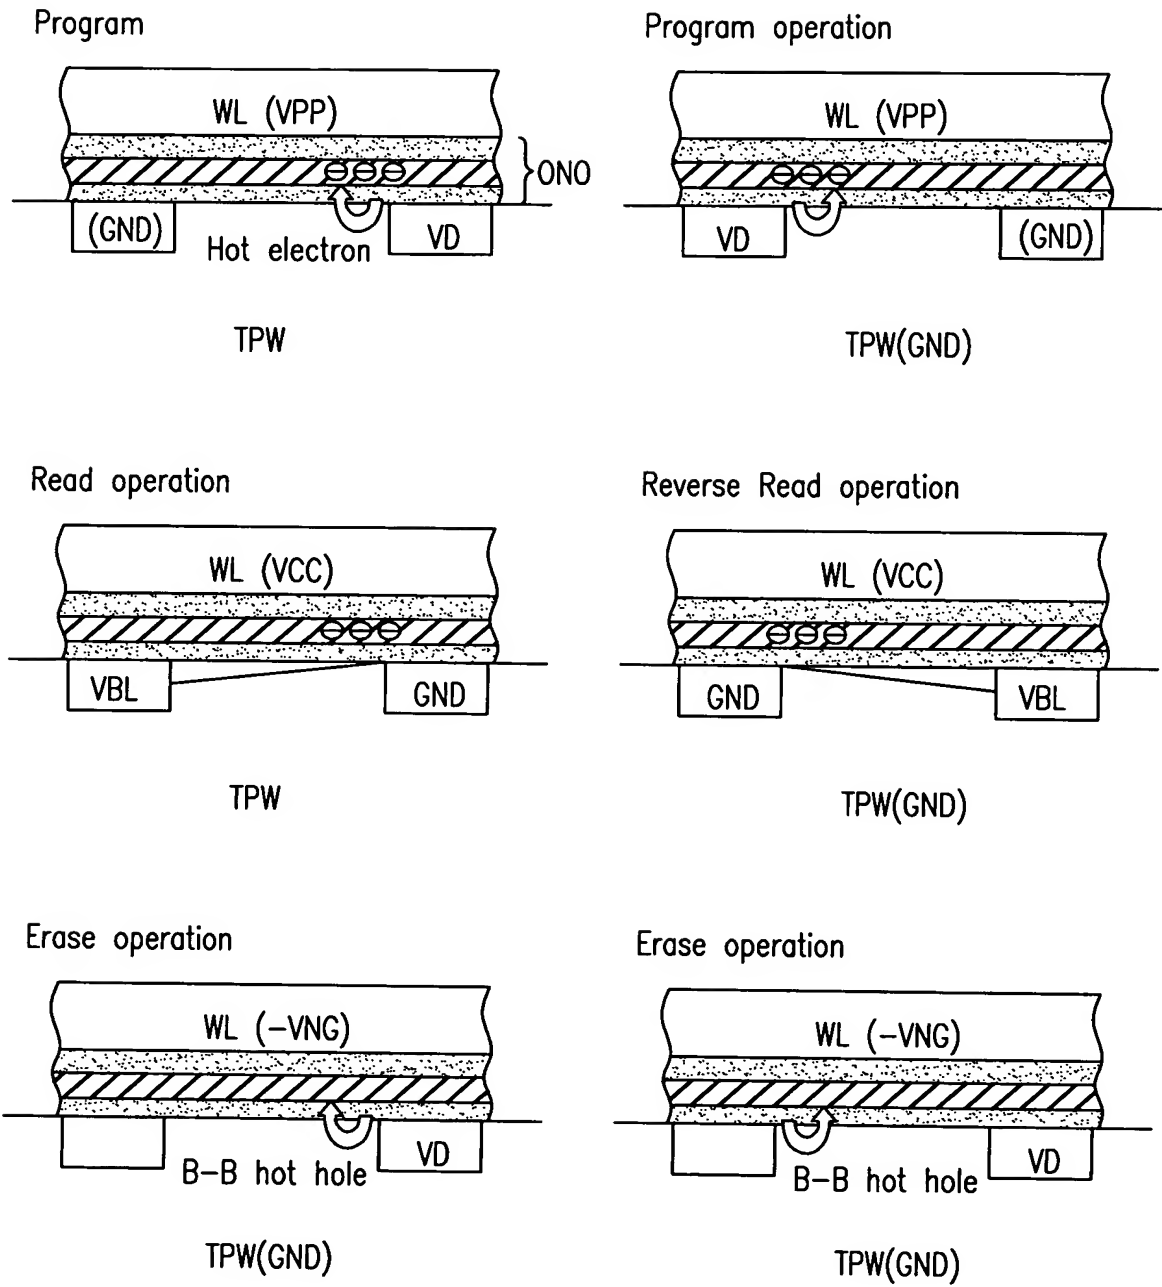 Program
WL (VPP)
ONO
(GND)
Hot electron
VD
TPW
Program operation
WL (VPP)
VD
(GND)
TPW(GND)
Read operation
WL (VCC)
VBL
GND
TPW
Reverse Read operation
WL (VCC)
GND
VBL
TPW(GND)
Erase operation
WL (-VNG)
B-B hot hole
VD
TPW(GND)
Erase operation
WL (-VNG)
B-B hot hole
VD
TPW(GND)